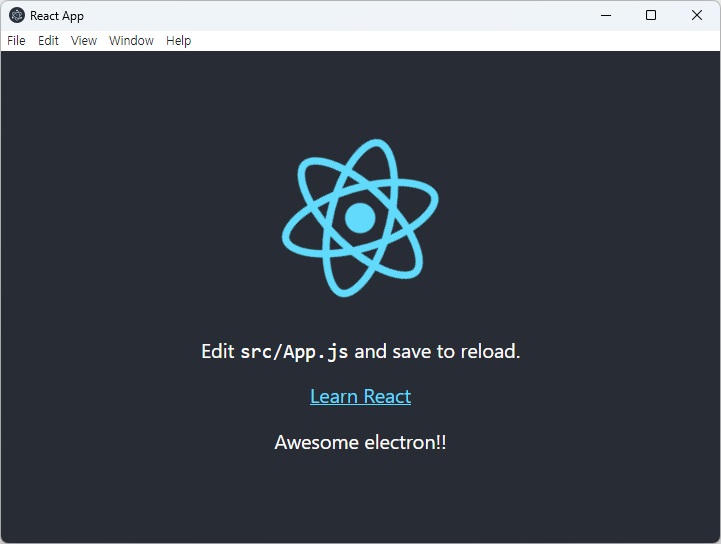 React App
File Edit View Window Help
Edit src/App.js and save to reload.
Learn React
Awesome electron!!